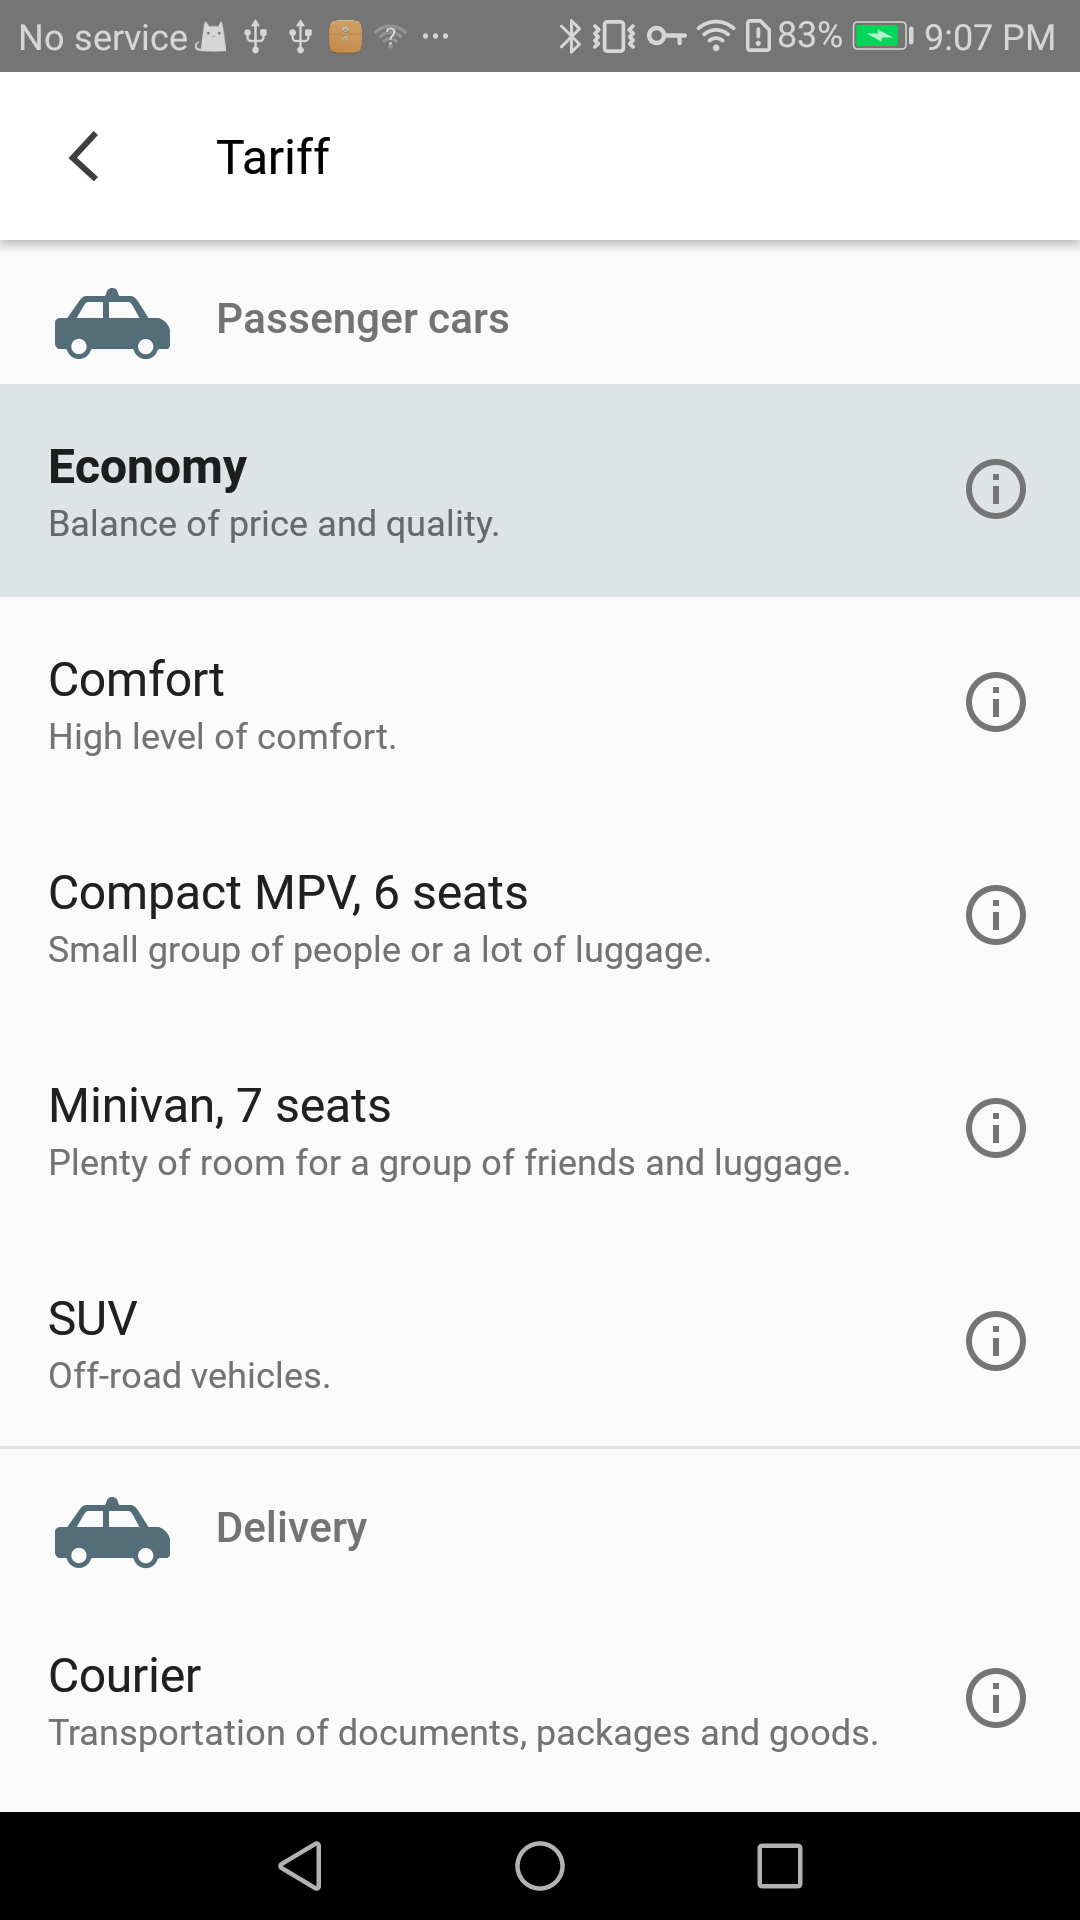 No service 83% 9:07 PM
Tariff
Passenger cars
Economy
Balance of price and quality.
Comfort
High level of comfort.
Compact MPV, 6 seats
Small group of people or a lot of luggage.
Minivan, 7 seats
Plenty of room for a group of friends and luggage.
SUV
Off-road vehicles.
Delivery
Courier
Transportation of documents, packages and goods.